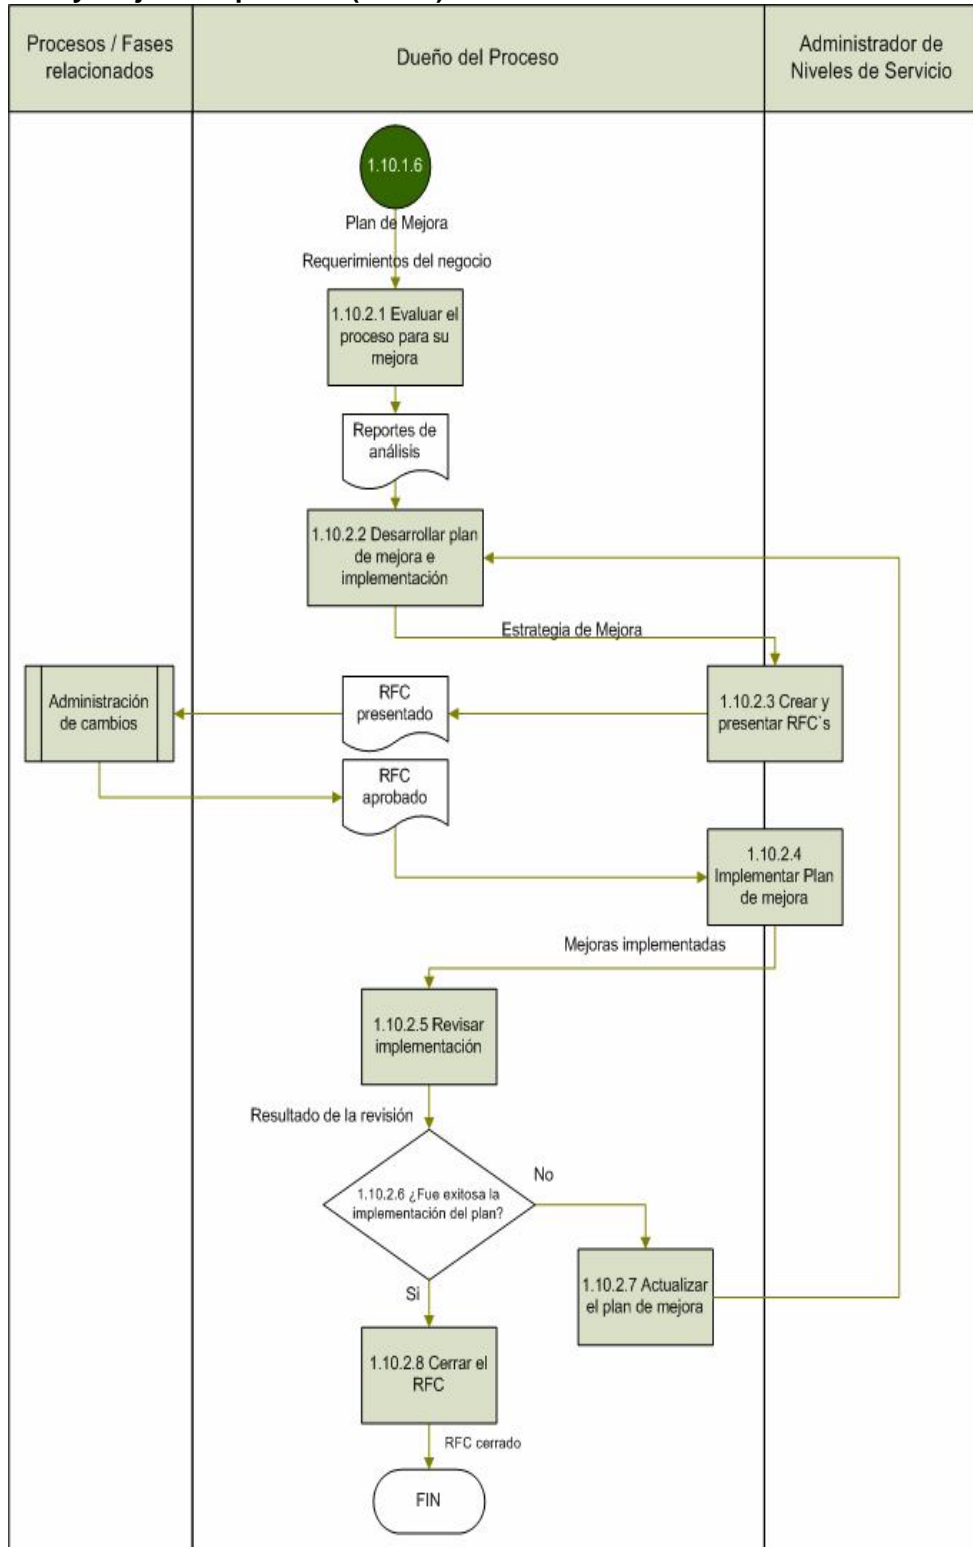 Procesos / Fases
relacionados
Dueño del Proceso
Administrador de
Niveles de Servicio
1.10.1.6
Plan de Mejora
Requerimientos del negocio
1.10.2.1 Evaluar el
proceso para su
mejora
Reportes de
análisis
1.10.2.2 Desarrollar plan
de mejora e
implementación
Estrategia de Mejora
Administración
de cambios
RFC
presentado
1.10.2.3 Crear y
presentar RFC`s
RFC
aprobado
1.10.2.4
Implementar Plan
de mejora
Mejoras implementadas
1.10.2.5 Revisar
implementación
Resultado de la revisión
1.10.2.6 ¿Fue exitosa la
implementación del plan?
No
Si
1.10.2.7 Actualizar
el plan de mejora
1.10.2.8 Cerrar el
RFC
RFC cerrado
FIN